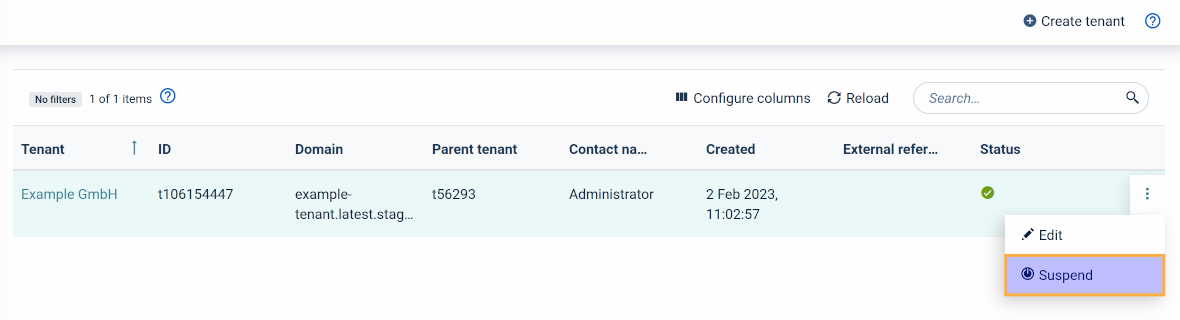 Create tenant
No filters 1 of 1 items Configure columns Reload Search...
Tenant ID Domain Parent tenant Contact na... Created External refer... Status
Example GmbH t106154447 example- t56293 Administrator 2 Feb 2023,
tenant.latest.stag... 11:02:57
Edit
Suspend